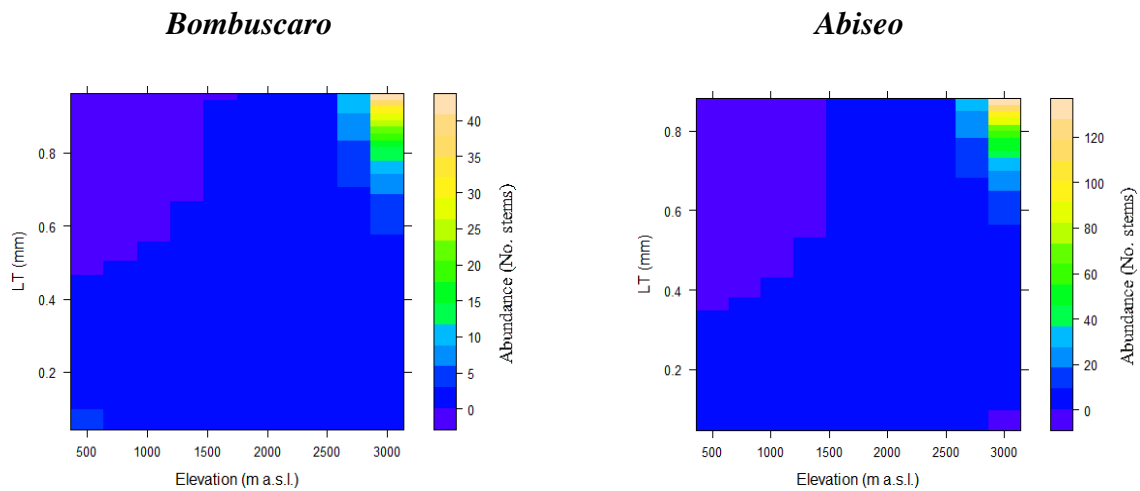 Bombuscaro
Abiseo
LT (mm)
0.8
0.6
0.4
0.2
500 1000 1500 2000 2500 3000
Elevation (m a.s.l.)
40
35
30
25
20
15
10
5
0
Abundance (No. stems)
LT (mm)
0.8
0.6
0.4
0.2
500 1000 1500 2000 2500 3000
Elevation (m a.s.l.)
120
100
80
60
40
20
0
Abundance (No. stems)